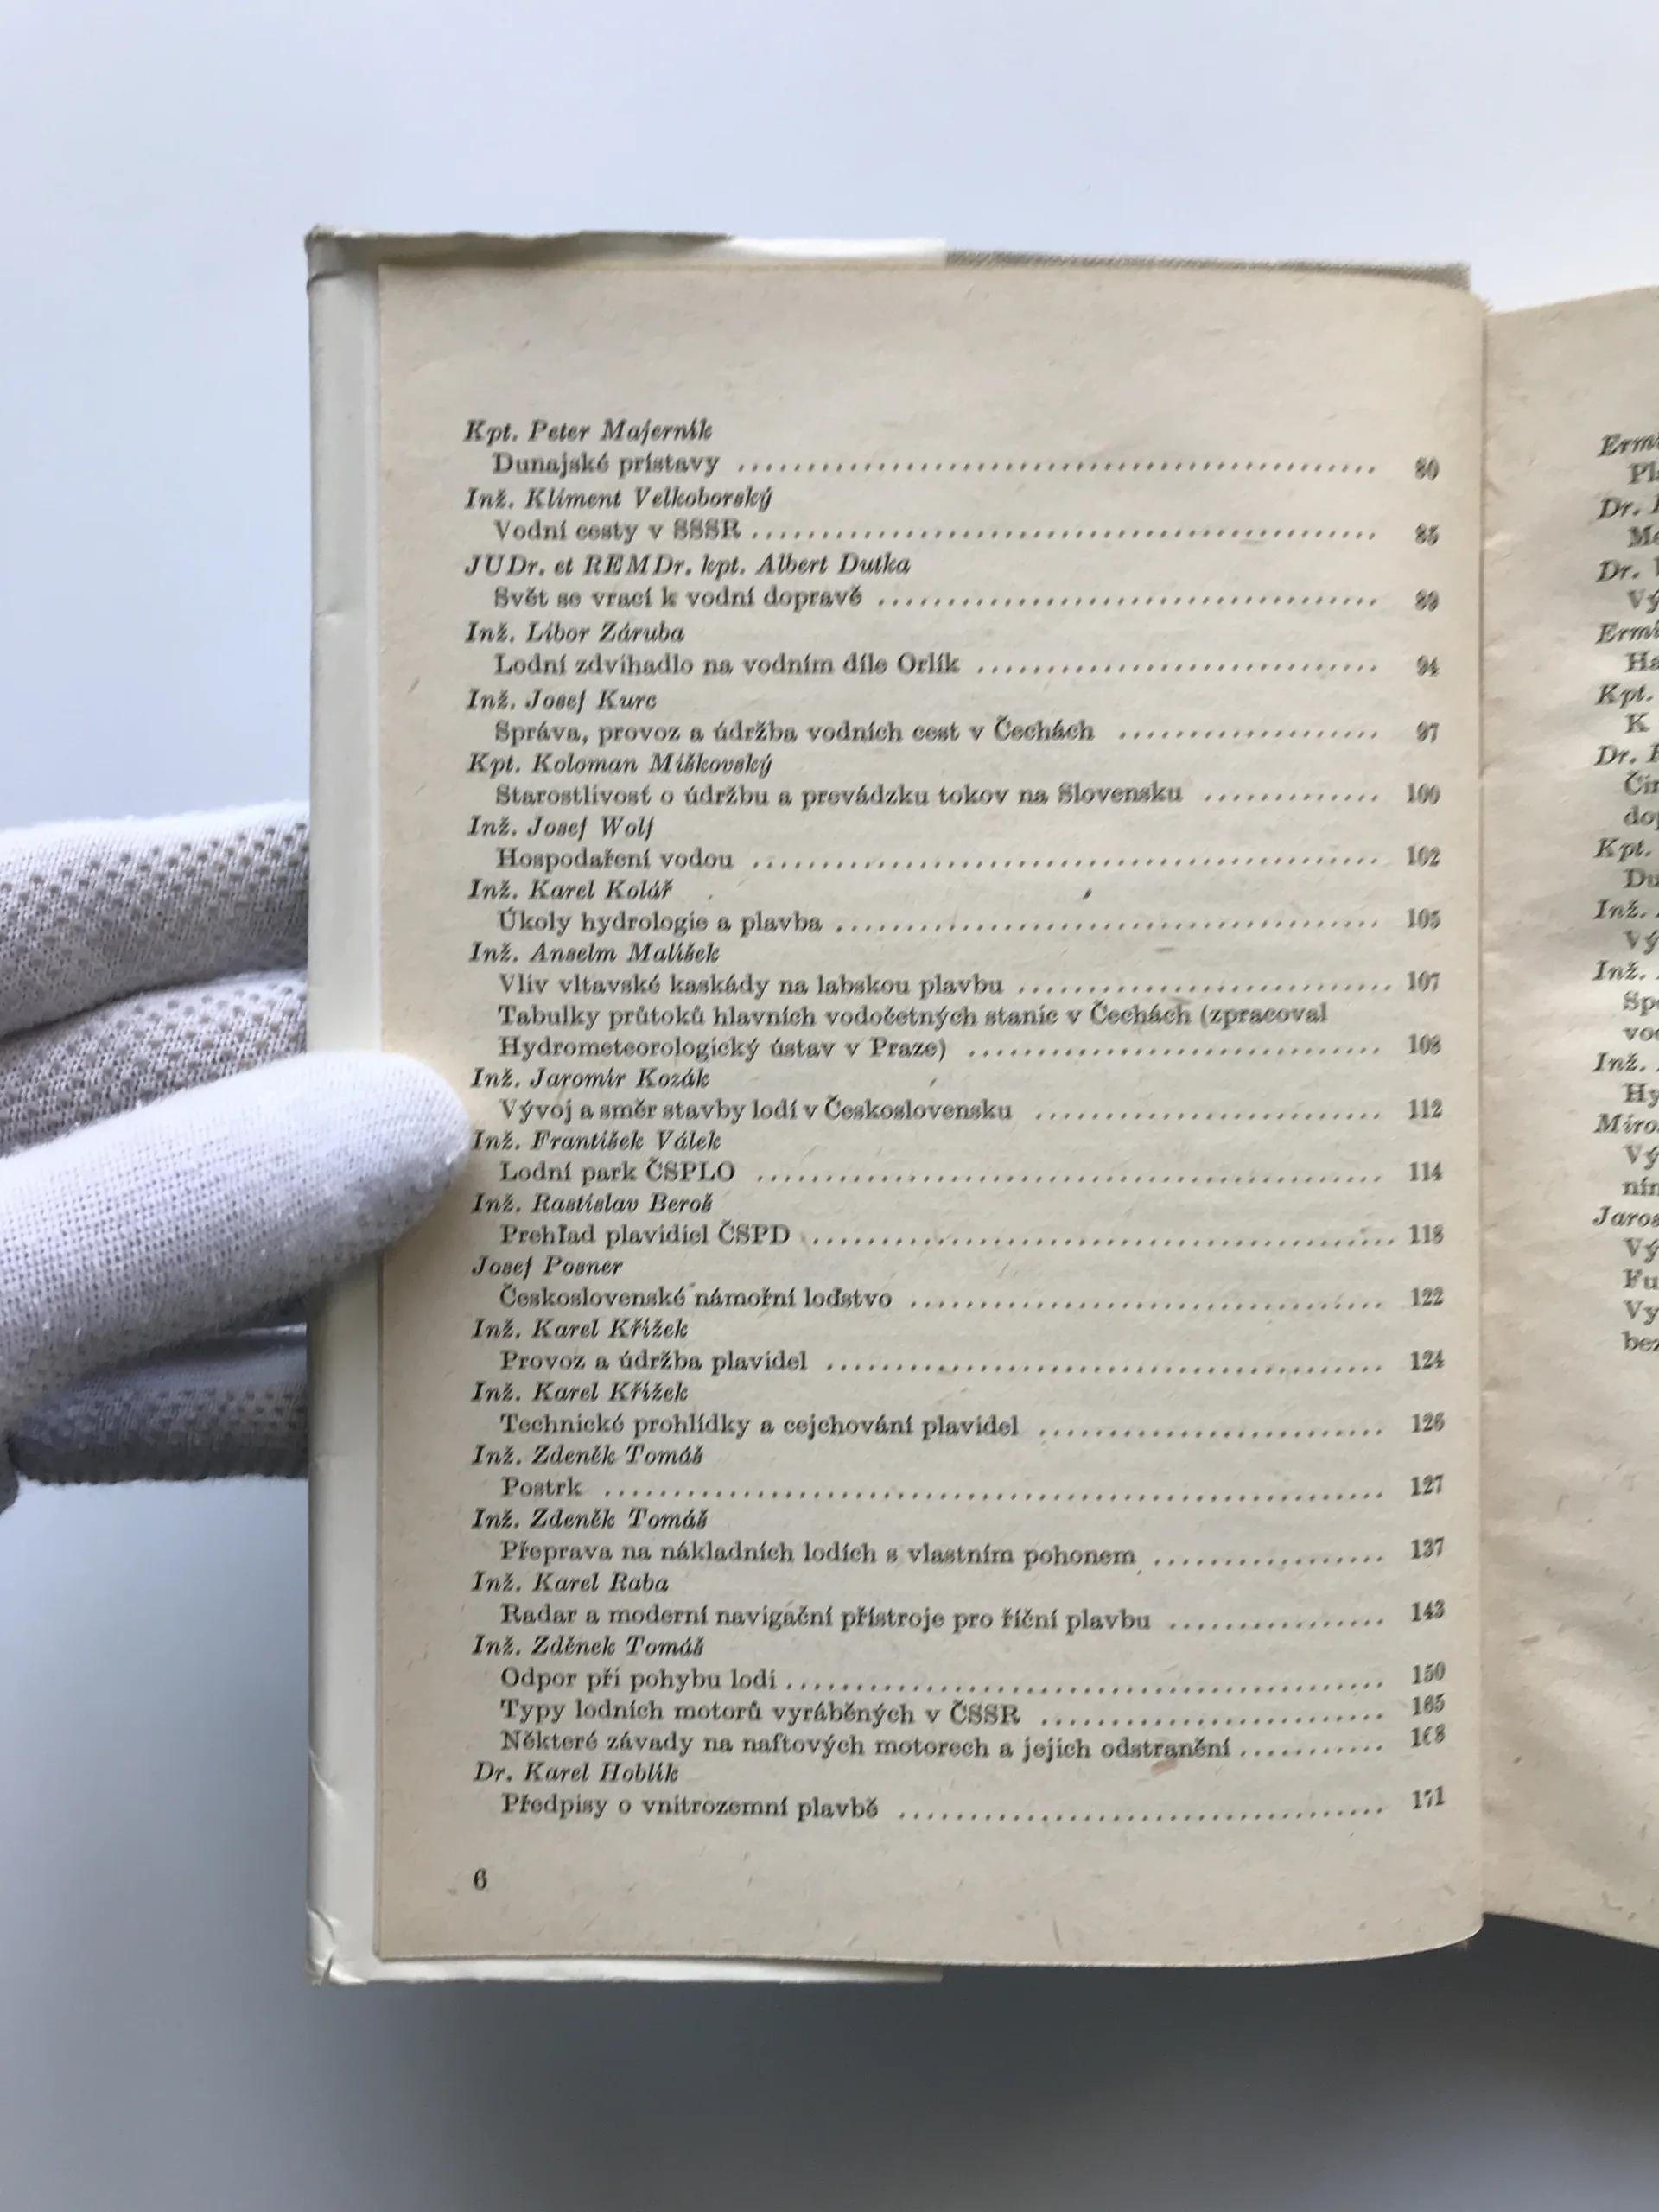 Kpt. Peter Majerník
Dunajské prístavy ........ 80
Inž. Kliment Velkoborský
Vodní cesty v SSSR ........ 85
JUDr. et REMDr. kpt. Albert Dutka
Svět se vrací k vodní dopravě ........ 89
Inž. Libor Záruba
Lodní zdvihadlo na vodním díle Orlík ........ 94
Inž. Josef Kurc
Správa, provoz a údržba vodních cest v Čechách ........ 97
Kpt. Koloman Miškovský
Starostlivosť o údržbu a prevádzku tokov na Slovensku ........ 100
Inž. Josef Wolf
Hospodaření vodou ........ 102
Inž. Karel Kolář
Úkoly hydrologie a plavba ........ 105
Inž. Anselm Malíšek
Vliv vltavské kaskády na labskou plavbu ........ 107
Tabulky průtoků hlavních vodočetných stanic v Čechách (zpracoval
Hydrometeorologický ústav v Praze) ........ 108
Inž. Jaromír Kozák
Vývoj a směr stavby lodí v Československu ........ 112
Inž. František Válek
Lodní park ČSPLO ........ 114
Inž. Rastislav Beroš
Prehľad plavidiel ČSPD ........ 118
Josef Posner
Československé námořní loďstvo ........ 122
Inž. Karel Křížek
Provoz a údržba plavidel ........ 124
Inž. Karel Křížek
Technické prohlídky a cejchování plavidel ........ 126
Inž. Zdeněk Tomáš
Postrk ........ 127
Inž. Zdeněk Tomáš
Přeprava na nákladních lodích s vlastním pohonem ........ 137
Inž. Karel Raba
Radar a moderní navigační přístroje pro říční plavbu ........ 143
Inž. Zděnek Tomáš
Odpor při pohybu lodi ........ 150
Typy lodních motorů vyráběných v ČSSR ........ 165
Některé závady na naftových motorech a jejich odstranění ........ 168
Dr. Karel Hoblík
Předpisy o vnitrozemní plavbě ........ 171
6
Dr.
Dr.
Kpt.
K
Dr.
Kpt.
Inž.
Inž.
Inž.